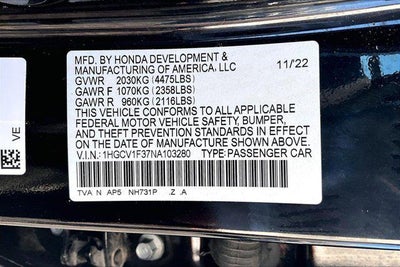 MFD. BY HONDA DEVELOPMENT &
MANUFACTURING OF AMERICA, LLC 11/22
GVWR 2030KG (4475LBS)
GAWR F 1070KG (2358LBS)
GAWR R 960KG (2116LBS)
THIS VEHICLE CONFORMS TO ALL APPLICABLE
FEDERAL MOTOR VEHICLE SAFETY, BUMPER,
AND THEFT PREVENTION STANDARDS IN
EFFECT ON THE DATE OF MANUFACTURE
SHOWN ABOVE.
V.I.N.: 1HGCV1F37NA103280 TYPE: PASSENGER CAR
TVA N AP5 NH731P .Z .A
VE